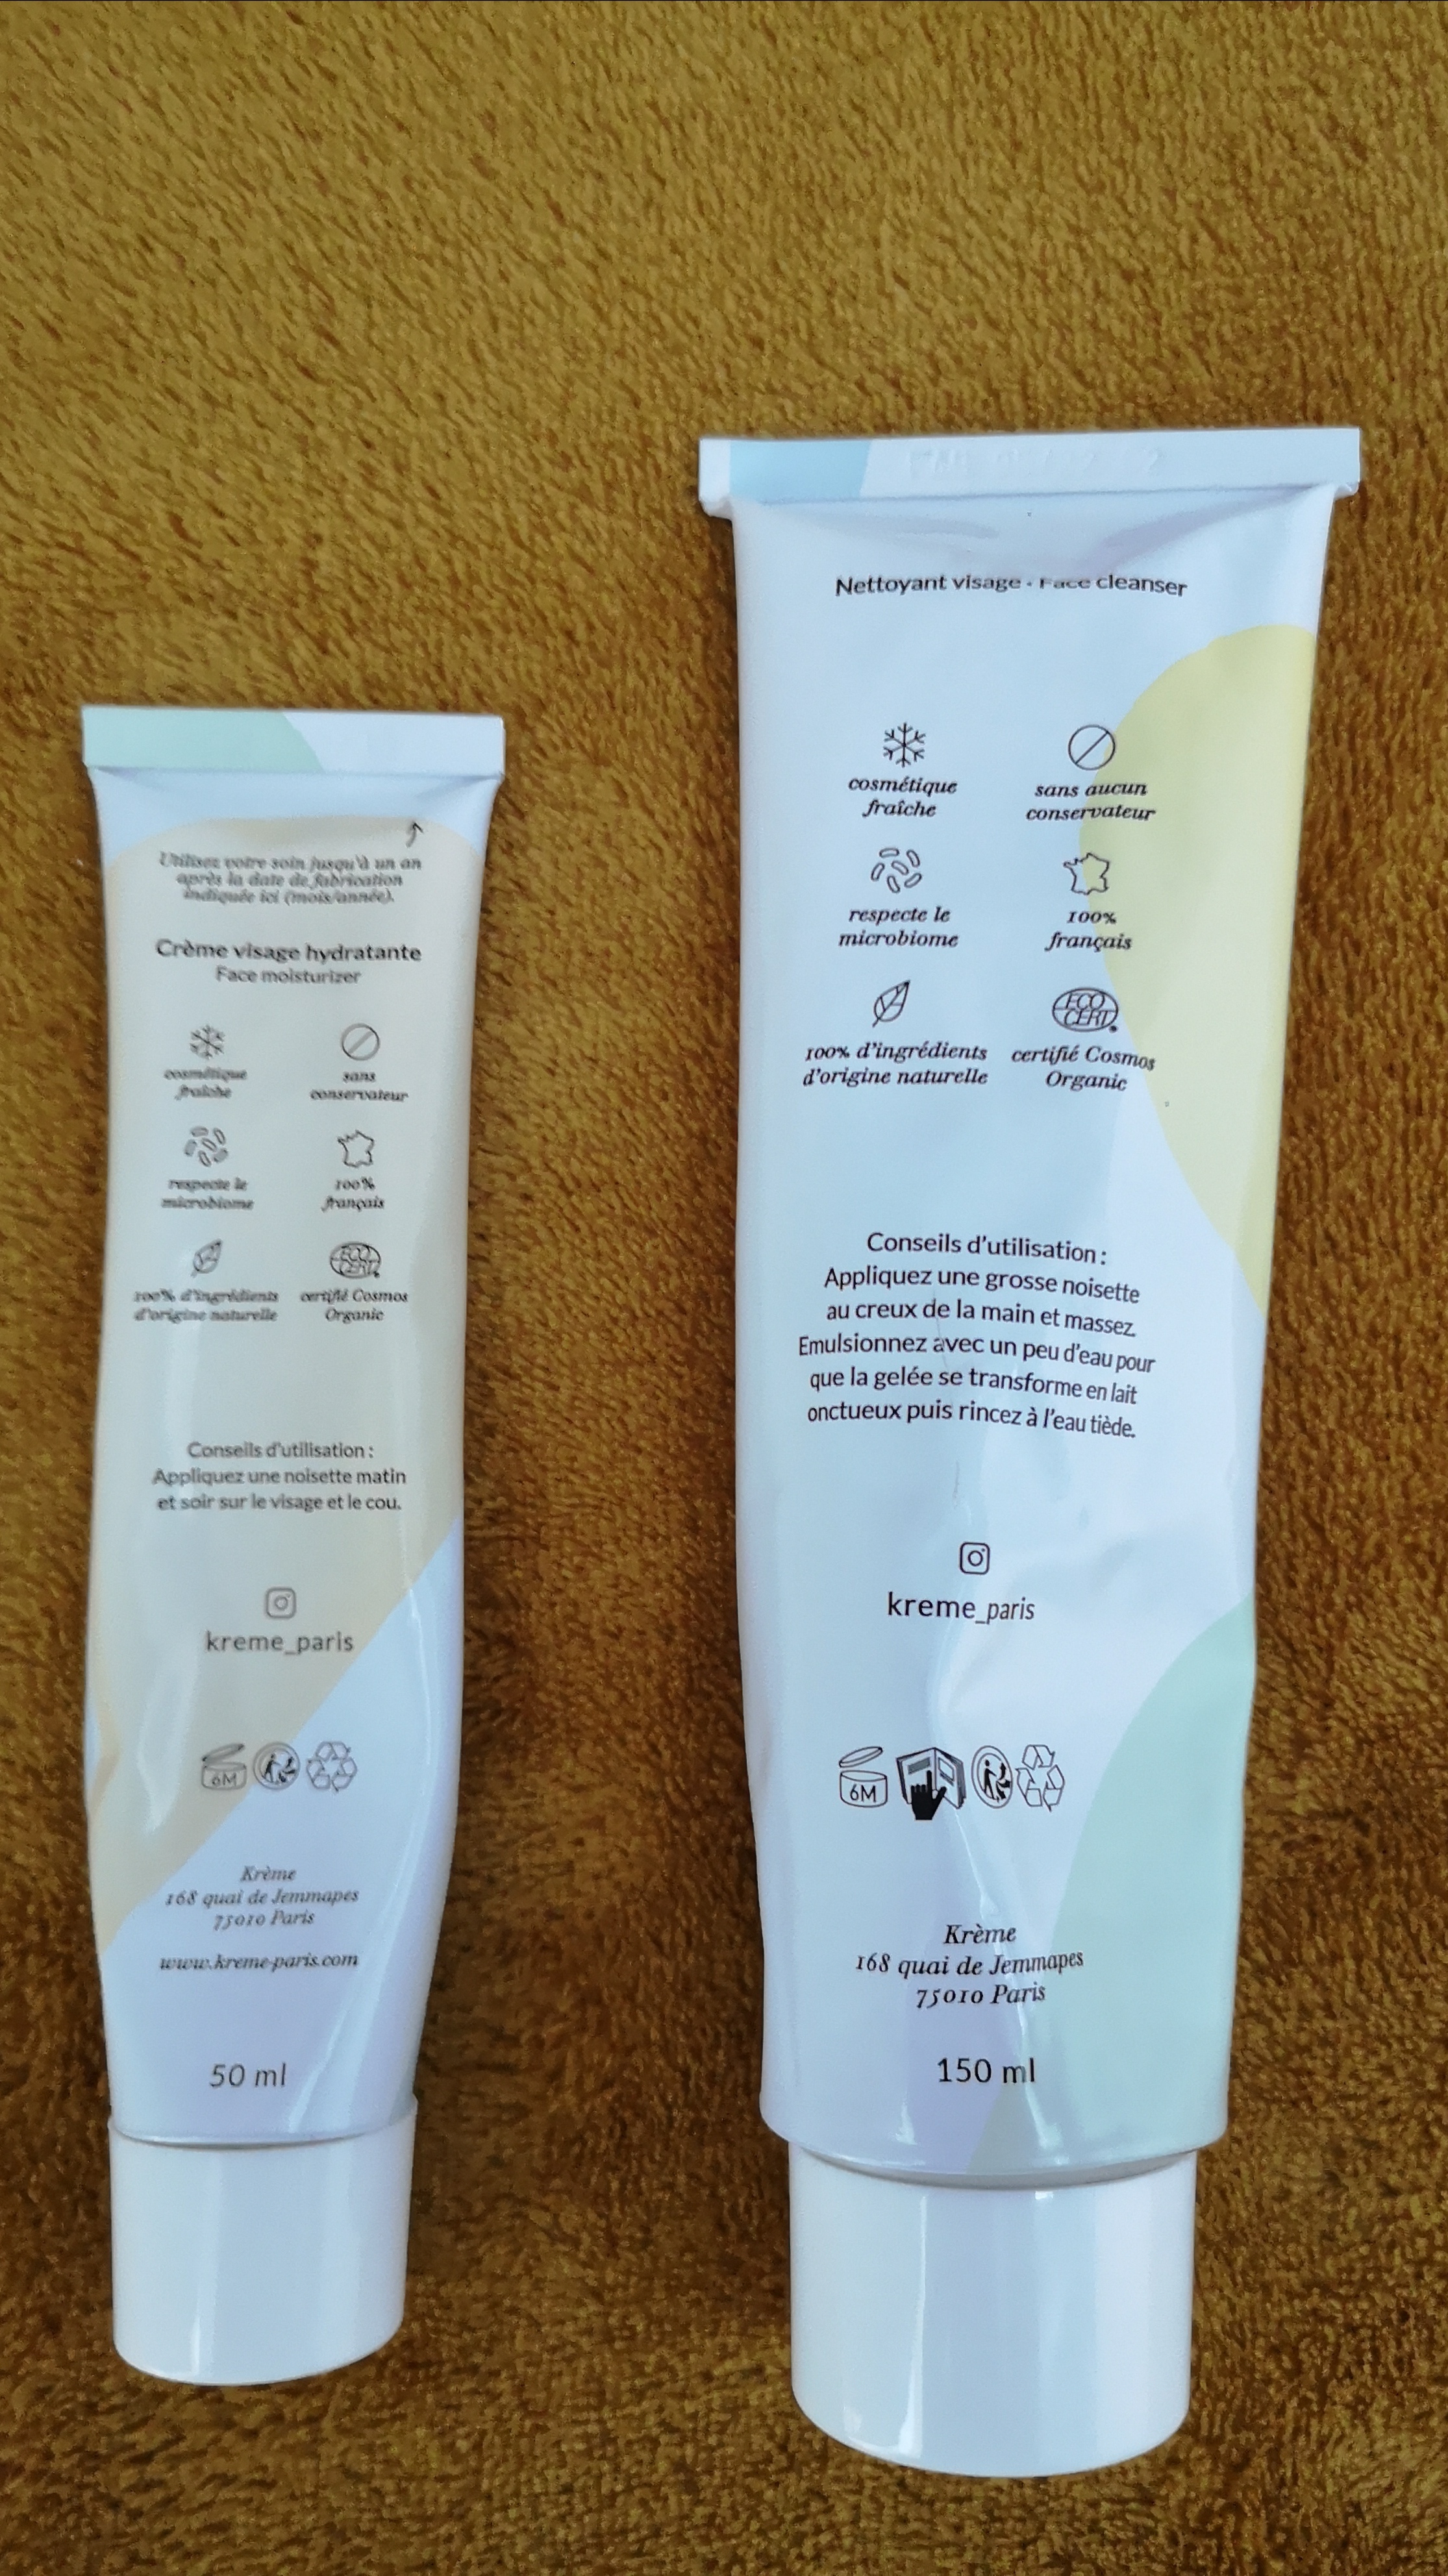 Utilisez votre soin jusqu'à un an
après la date de fabrication
indiquée ici (mois/année).
Crème visage hydratante
Face moisturizer
cosmétique
fraîche
sans
conservateur
respecte le
microbiome
100%
français
100% d'ingrédients
d'origine naturelle
ECO
CERT
certifié Cosmos
Organic
Conseils d'utilisation :
Appliquez une noisette matin
et soir sur le visage et le cou.
kreme_paris
6M
Krème
168 quai de Jemmapes
75010 Paris
www.kreme-paris.com
50 ml
Nettoyant visage - Face cleanser
cosmétique
fraîche
sans aucun
conservateur
respecte le
microbiome
100%
français
100% d'ingrédients
d'origine naturelle
ECO
CERT
certifié Cosmos
Organic
Conseils d'utilisation :
Appliquez une grosse noisette
au creux de la main et massez.
Emulsionnez avec un peu d'eau pour
que la gelée se transforme en lait
onctueux puis rincez à l'eau tiède.
kreme_paris
6M
Krème
168 quai de Jemmapes
75010 Paris
150 ml